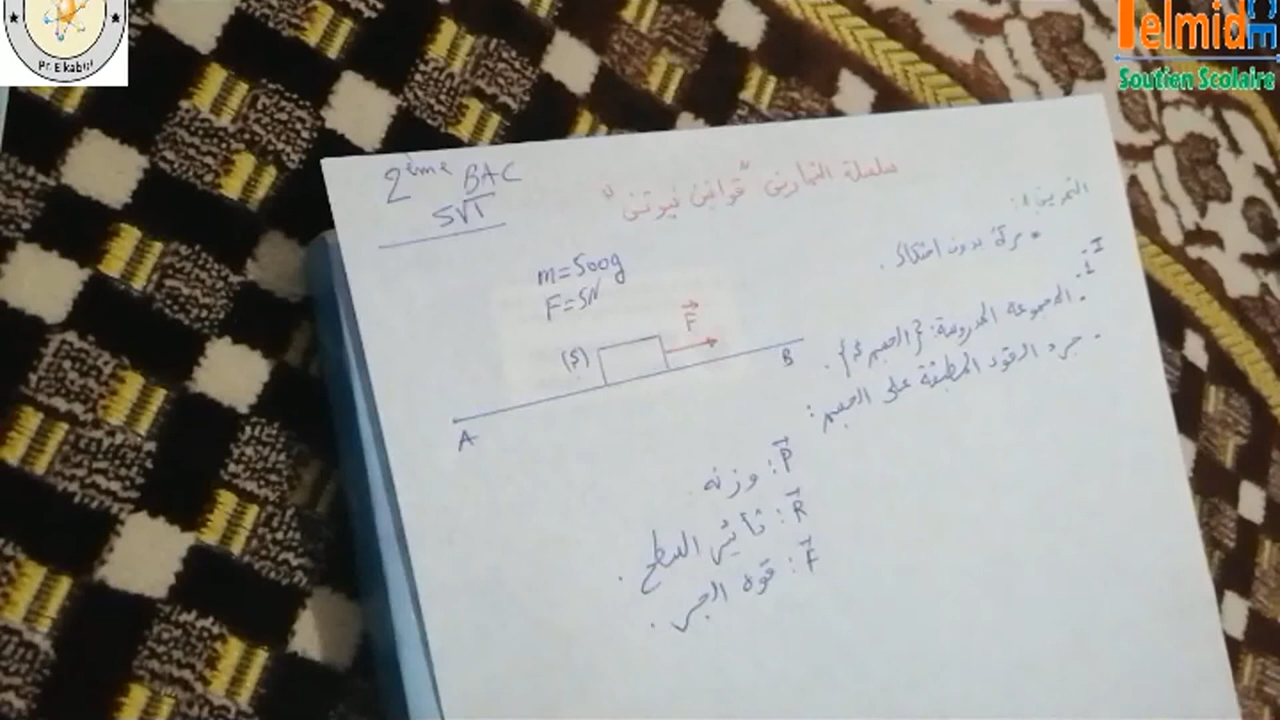 Pr. Elkabiri
Telmid
Soutien Scolaire
2ème BAC
SVT
سلسلة التمارين "قوانين نيوتن"
التمرين 1:
• حركة بدون احتكاك.
I-
1-
- المجموعة المدروسة: {الجسم S}.
- جرد القوى المطبقة على الجسم:
m=500g
F=5N
F
(S)
A
B
P: وزنه
R: تأثير السطح.
F: قوة الجر.